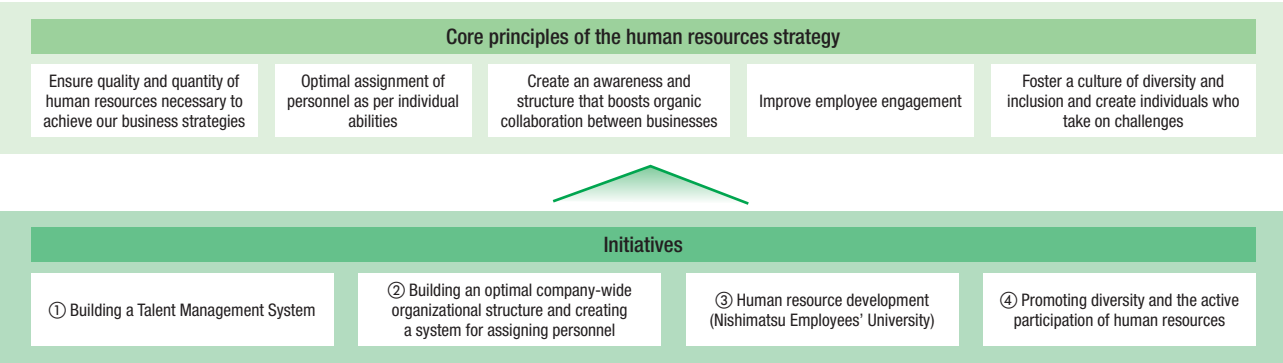 Core principles of the human resources strategy
Ensure quality and quantity of
human resources necessary to
achieve our business strategies
Optimal assignment of
personnel as per individual
abilities
Create an awareness and
structure that boosts organic
collaboration between businesses
Improve employee engagement
Foster a culture of diversity and
inclusion and create individuals who
take on challenges
Initiatives
① Building a Talent Management System
② Building an optimal company-wide
organizational structure and creating
a system for assigning personnel
③ Human resource development
(Nishimatsu Employees’ University)
④ Promoting diversity and the active
participation of human resources